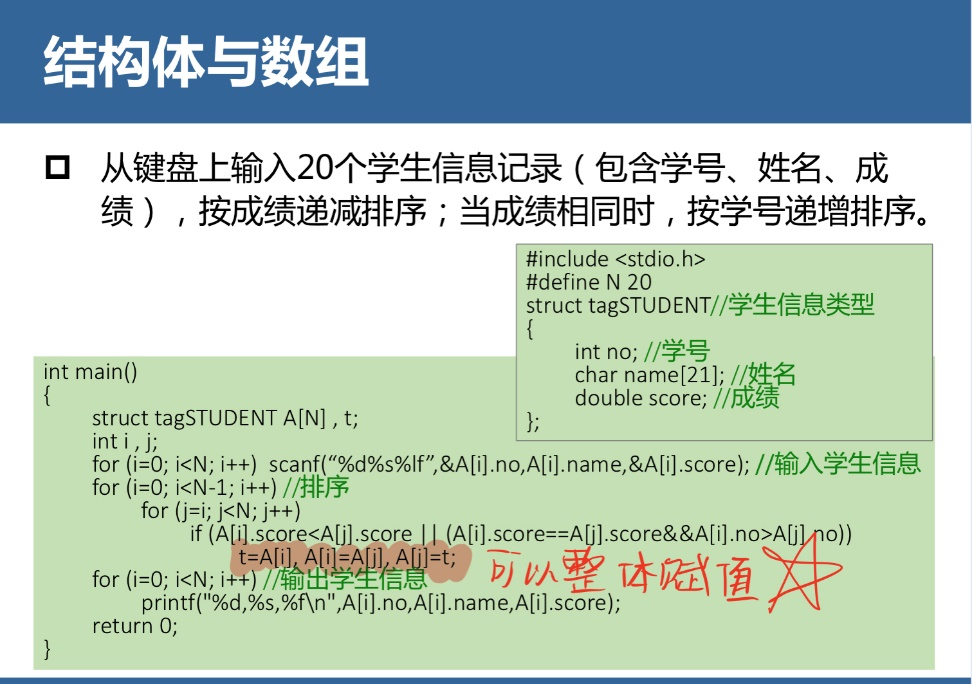 结构体与数组
从键盘上输入20个学生信息记录（包含学号、姓名、成
绩），按成绩递减排序；当成绩相同时，按学号递增排序。
#include <stdio.h>
#define N 20
struct tagSTUDENT//学生信息类型
{
int no; //学号
char name[21]; //姓名
double score; //成绩
};
int main()
{
struct tagSTUDENT A[N] , t;
int i , j;
for (i=0; i<N; i++) scanf(“%d%s%lf”,&A[i].no,A[i].name,&A[i].score); //输入学生信息
for (i=0; i<N-1; i++) //排序
for (j=i; j<N; j++)
if (A[i].score<A[j].score || (A[i].score==A[j].score&&A[i].no>A[j].no))
t=A[i], A[i]=A[j], A[j]=t;
可以整体赋值
for (i=0; i<N; i++) //输出学生信息
printf("%d,%s,%f\n",A[i].no,A[i].name,A[i].score);
return 0;
}